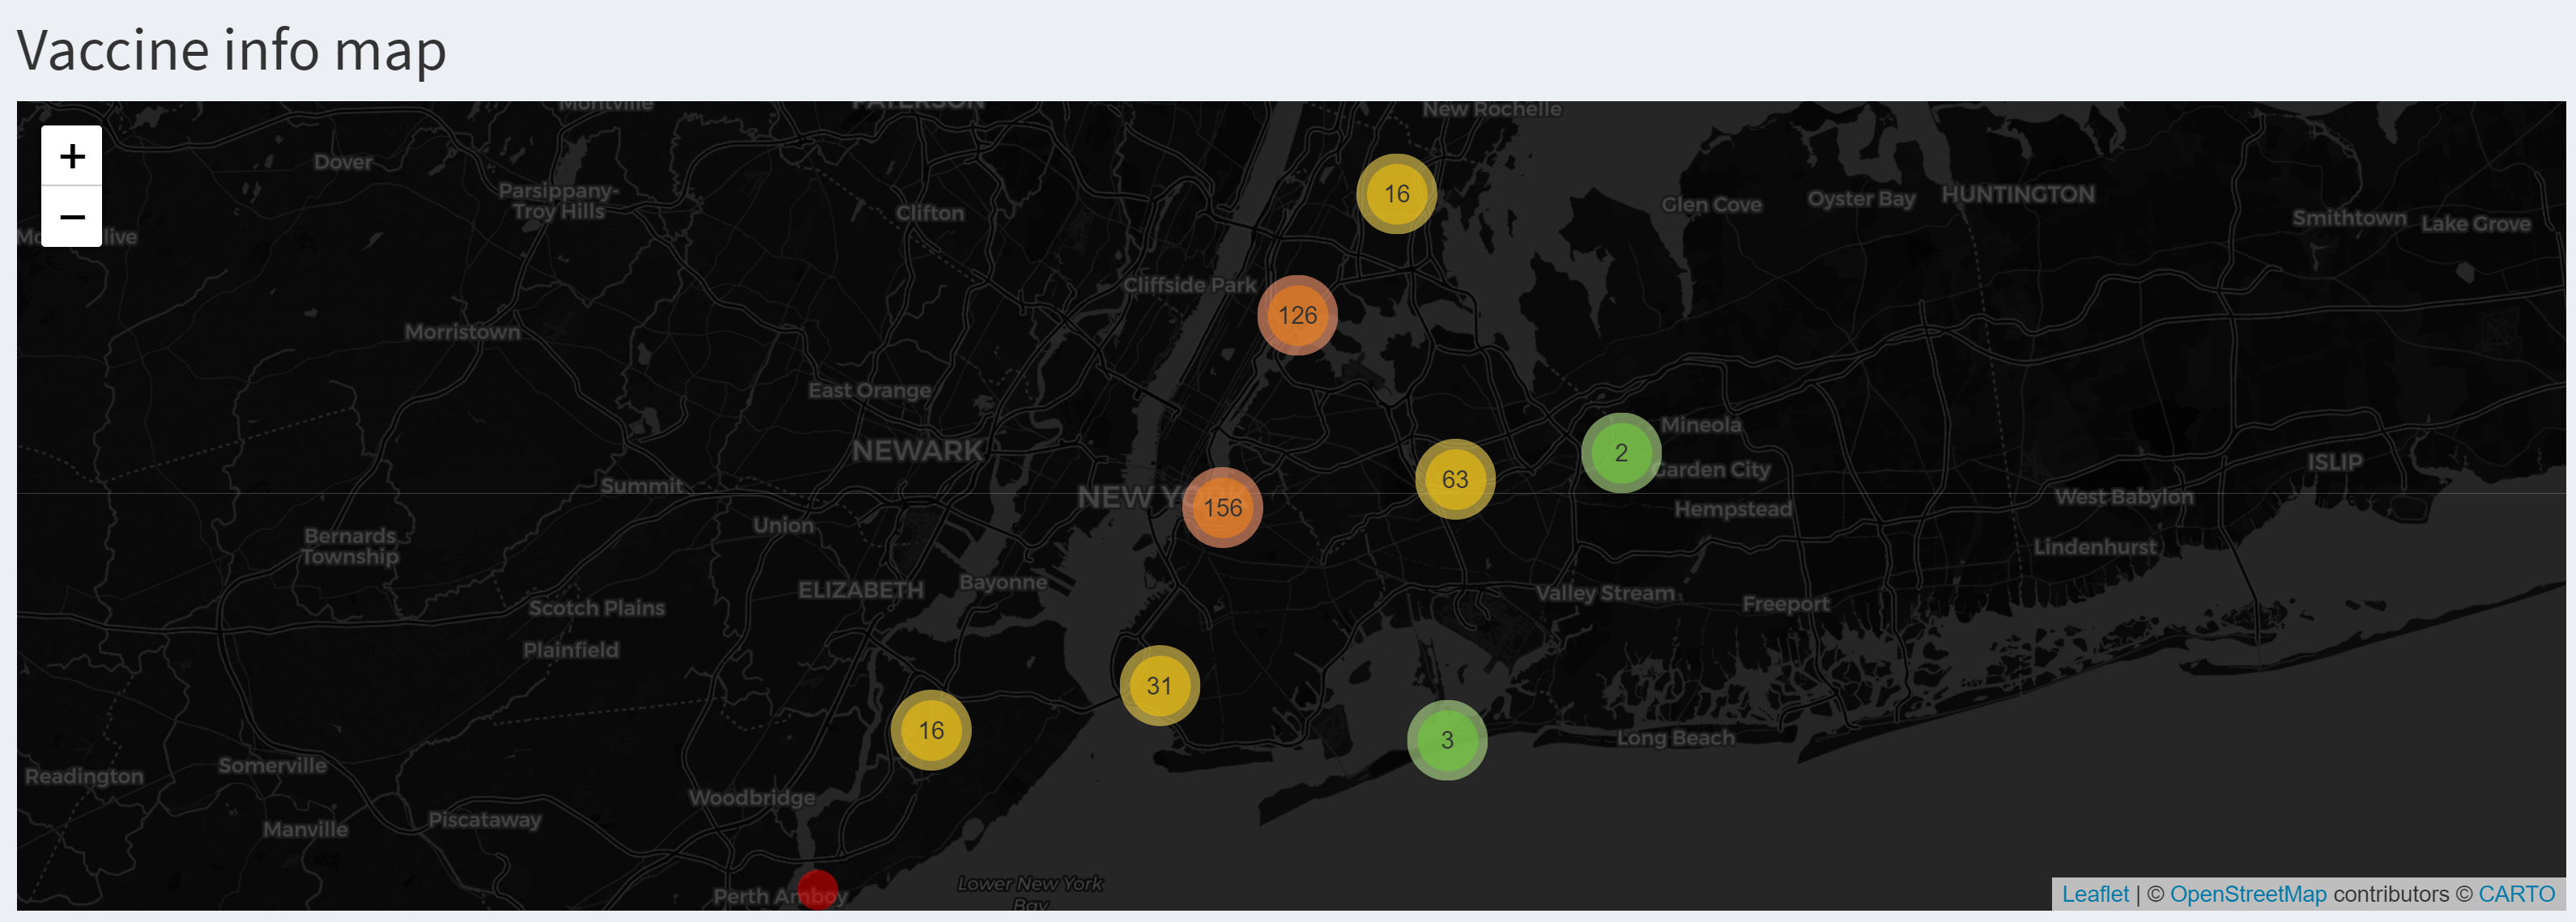 Vaccine info map
Montville
PATERSON
New Rochelle
+
−
Dover
Parsippany-
Troy Hills
Clifton
16
Glen Cove
Oyster Bay
HUNTINGTON
Smithtown
Lake Grove
Cliffside Park
126
Morristown
East Orange
NEWARK
2
Mineola
Garden City
63
Summit
NEW YO
156
Hempstead
West Babylon
ISLIP
Union
Bernards
Township
Lindenhurst
ELIZABETH
Bayonne
Valley Stream
Freeport
Scotch Plains
Plainfield
31
16
3
Long Beach
Readington
Somerville
Woodbridge
Manville
Piscataway
Perth Amboy
Lower New York
Bay
Leaflet | © OpenStreetMap contributors © CARTO